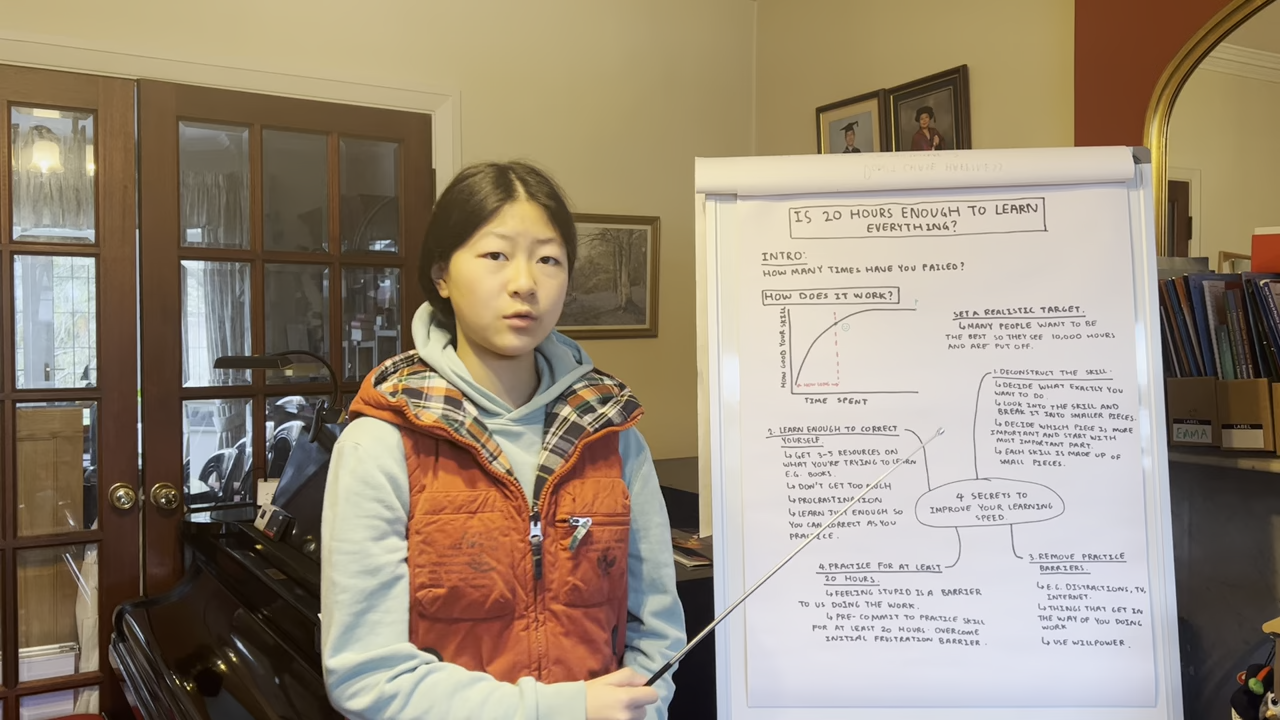 IS 20 HOURS ENOUGH TO LEARN
EVERYTHING?
INTRO:
HOW MANY TIMES HAVE YOU FAILED?
HOW DOES IT WORK?
HOW GOOD YOUR SKILL
TIME SPENT
SET A REALISTIC TARGET.
↳ MANY PEOPLE WANT TO BE
THE BEST SO THEY SEE 10,000 HOURS
AND ARE PUT OFF.
1. DECONSTRUCT THE SKILL.
↳ DECIDE WHAT EXACTLY YOU
WANT TO DO
↳ LOOK INTO THE SKILL AND
BREAK IT INTO SMALLER PIECES.
↳ DECIDE WHICH PIECE IS MORE
IMPORTANT AND START WITH
MOST IMPORTANT PART.
↳ EACH SKILL IS MADE UP OF
SMALL PIECES.
2. LEARN ENOUGH TO CORRECT
YOURSELF.
↳ GET 3-5 RESOURCES ON
WHAT YOU'RE TRYING TO LEARN
E.G. BOOKS.
↳ DON'T GET TOO MUCH
↳ PROCRASTINATION
↳ LEARN JUST ENOUGH SO
YOU CAN CORRECT AS YOU
PRACTICE.
4 SECRETS TO
IMPROVE YOUR LEARNING
SPEED
3. REMOVE PRACTICE
BARRIERS.
↳ E.G. DISTRACTIONS, TV,
INTERNET.
↳ THINGS THAT GET IN
THE WAY OF YOU DOING
WORK
↳ USE WILLPOWER.
4. PRACTICE FOR AT LEAST
20 HOURS.
↳ FEELING STUPID IS A BARRIER
TO US DOING THE WORK.
↳ PRE-COMMIT TO PRACTICE SKILL
FOR AT LEAST 20 HOURS. OVERCOME
INITIAL FRUSTRATION BARRIER.
LABEL
EMMA
LABEL